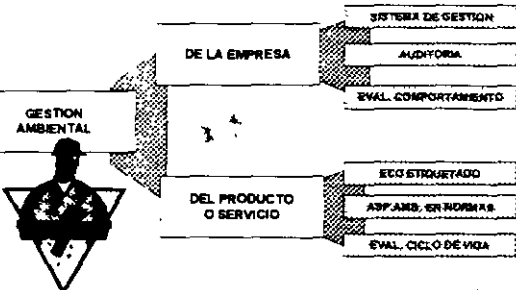 SISTEMA DE GESTION
DE LA EMPRESA
AUDITORIA
EVAL. COMPORTAMIENTO
GESTION
AMBIENTAL
ECO ETIQUETADO
DEL PRODUCTO
O SERVICIO
ASP. AMB. EN NORMAS
EVAL. CICLO DE VIDA